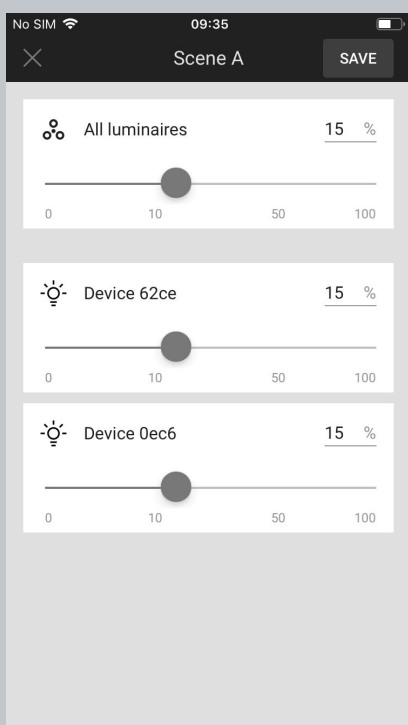 No SIM 09:35
Scene A SAVE
All luminaires 15 %
0 10 50 100
Device 62ce 15 %
0 10 50 100
Device 0ec6 15 %
0 10 50 100